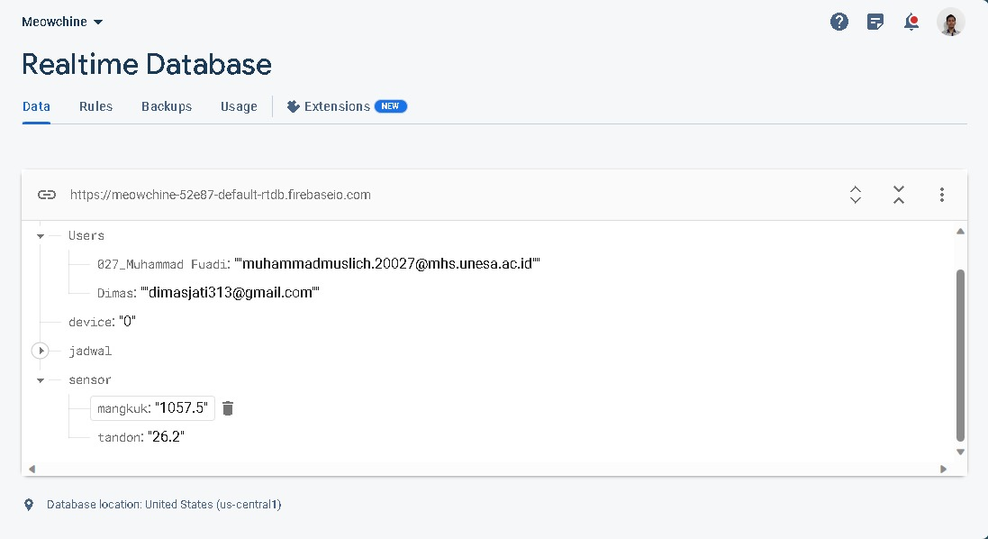 Meowchine
Realtime Database
Data Rules Backups Usage Extensions NEW
https://meowchine-52e87-default-rtdb.firebaseio.com
Users
027_Muhammad Fuadi: ""muhammadmuslich.20027@mhs.unesa.ac.id""
Dimas: ""dimasjati313@gmail.com""
device: "0"
jadwal
sensor
mangkuk: "1057.5"
tandon: "26.2"
Database location: United States (us-central1)